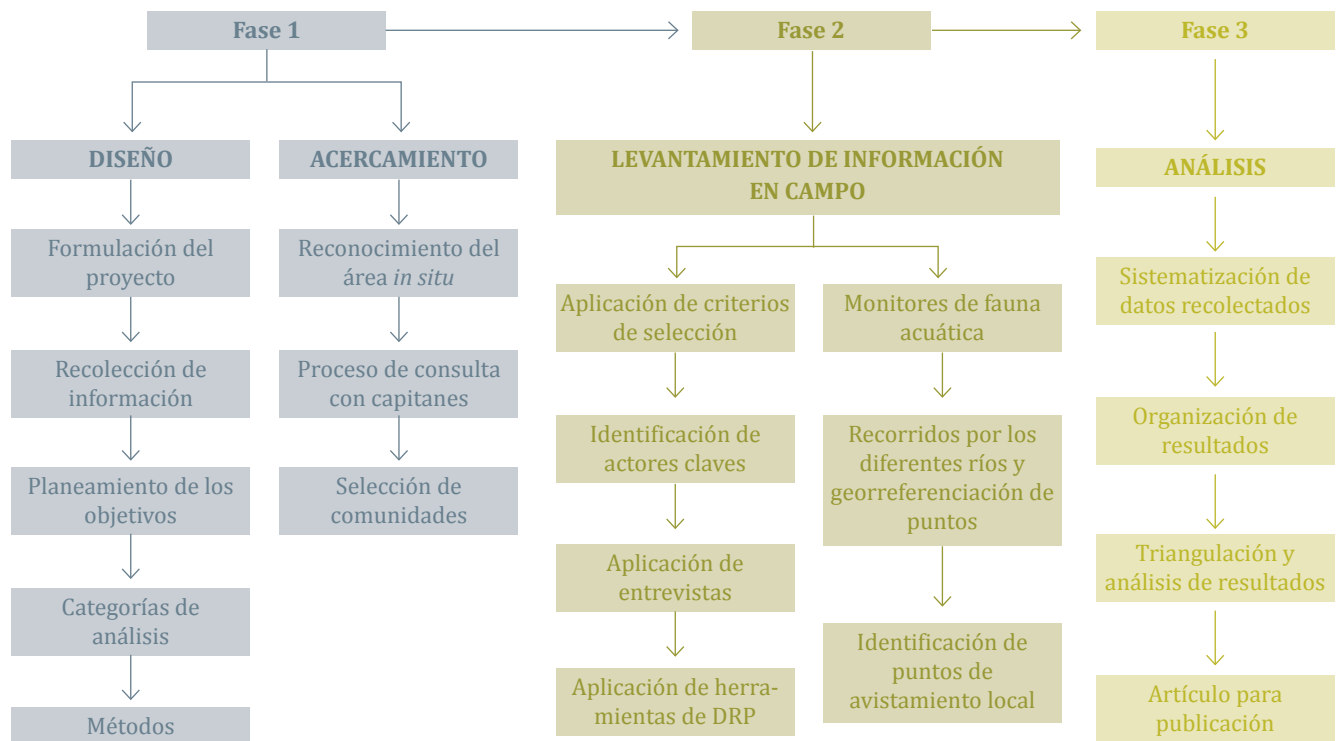 Fase 1
DISEÑO
Formulación del
proyecto
Recolección de
información
Planeamiento de los
objetivos
Categorías de
análisis
Métodos
ACERCAMIENTO
Reconocimiento del
área in situ
Proceso de consulta
con capitanes
Selección de
comunidades
Fase 2
LEVANTAMIENTO DE INFORMACIÓN
EN CAMPO
Aplicación de criterios
de selección
Identificación de
actores claves
Aplicación de
entrevistas
Aplicación de herra-
mientas de DRP
Monitores de fauna
acuática
Recorridos por los
diferentes ríos y
georreferenciación de
puntos
Identificación de
puntos de
avistamiento local
Fase 3
ANÁLISIS
Sistematización de
datos recolectados
Organización de
resultados
Triangulación y
análisis de resultados
Artículo para
publicación